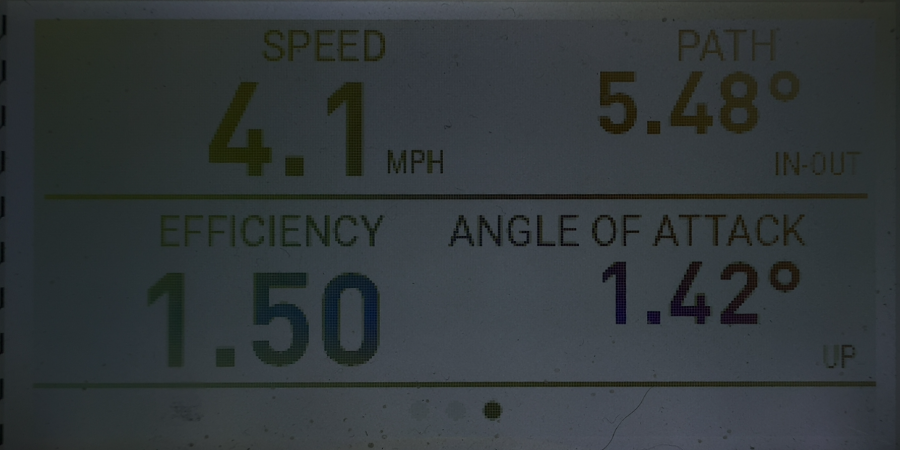 SPEED
4.1 MPH
PATH
5.48°
IN-OUT
EFFICIENCY
1.50
ANGLE OF ATTACK
1.42°
UP